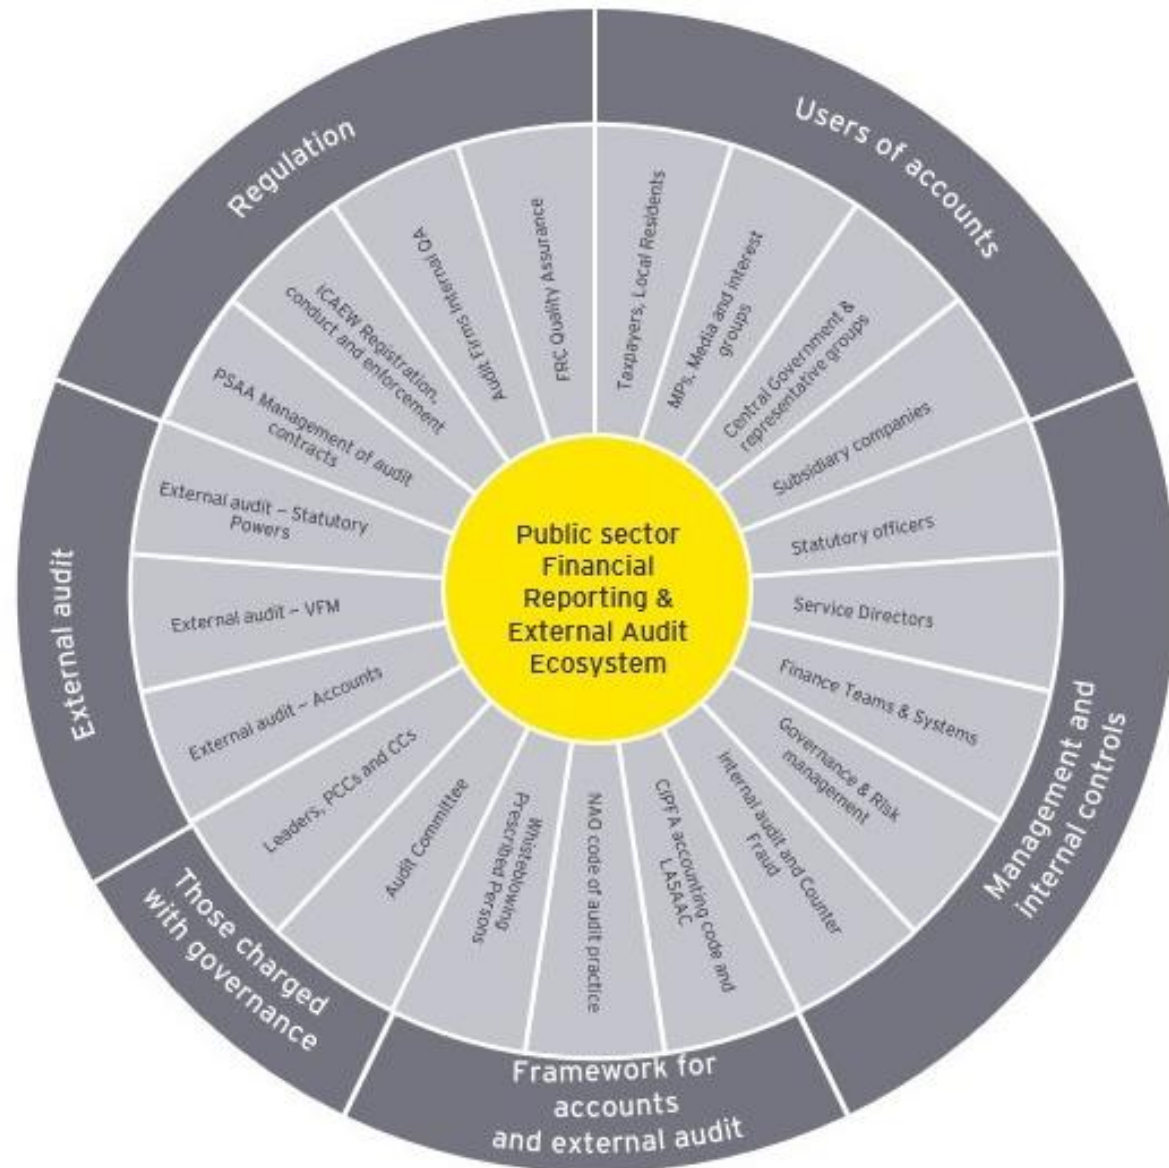 Public sector
Financial
Reporting &
External Audit
Ecosystem
Users of accounts
Taxpayers, Local Residents
MPs, Media and interest
groups
Central Government &
representative groups
Subsidiary companies
Management and
internal controls
Statutory officers
Service Directors
Finance Teams & Systems
Governance & Risk
management
Internal audit and Counter
Fraud
Framework for
accounts
and external audit
CIPFA accounting code and
LASAAC
NAO code of audit practice
Whisteblowing
Prescribed Persons
Those charged
with governance
Audit Committee
Leaders, PCCs and CCs
External audit
External audit – Accounts
External audit – VFM
External audit – Statutory
Powers
Regulation
PSAA Management of audit
contracts
ICAEW Registration,
conduct and enforcement
Audit Firms Internal QA
FRC Quality Assurance